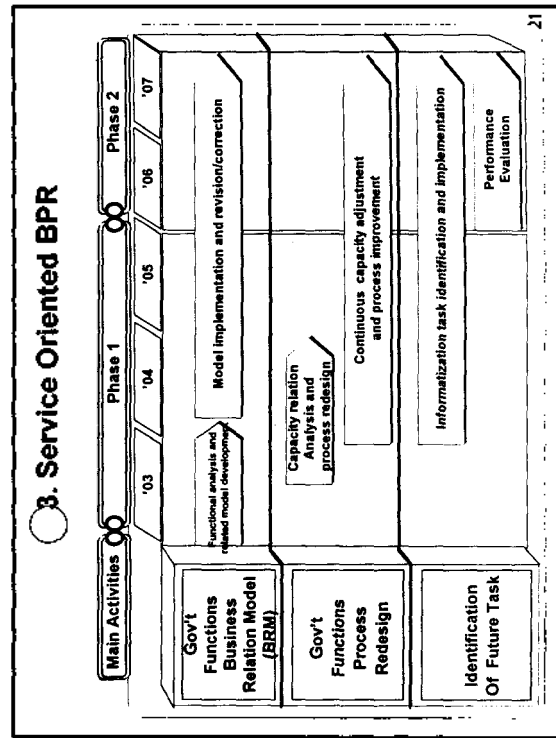 3. Service Oriented BPR
Main Activities
Phase 1
Phase 2
'03
'04
'05
'06
'07
Gov't
Functions
Business
Relation Model
(BRM)
Functional analysis and
related model development
Model implementation and revision/correction
Gov't
Functions
Process
Redesign
Capacity relation
Analysis and
process redesign
Continuous capacity adjustment
and process improvement
Identification
Of Future Task
Informatization task identification and implementation
Performance
Evaluation
21